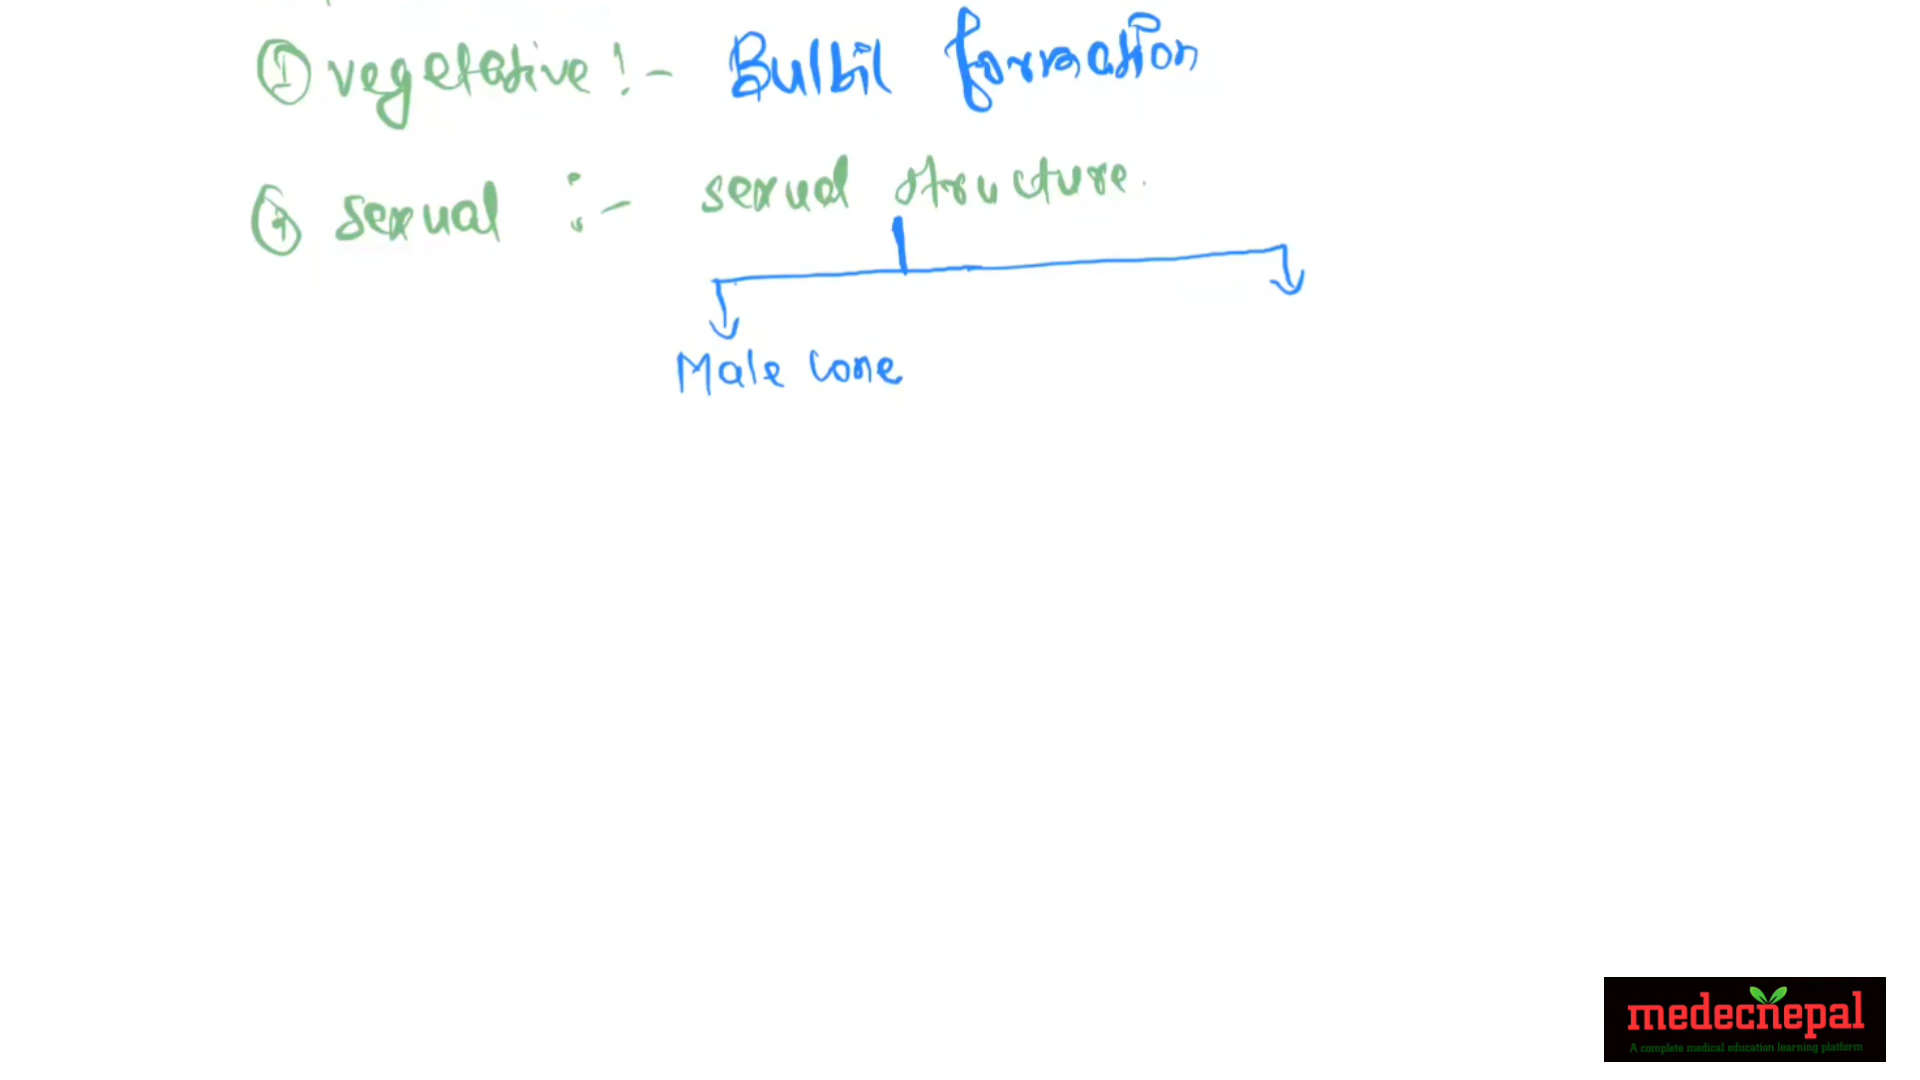 ① vegetative :- Bulbil formation
② sexual :- sexual structure.
Male cone
medecnepal
A complete medical education learning platform